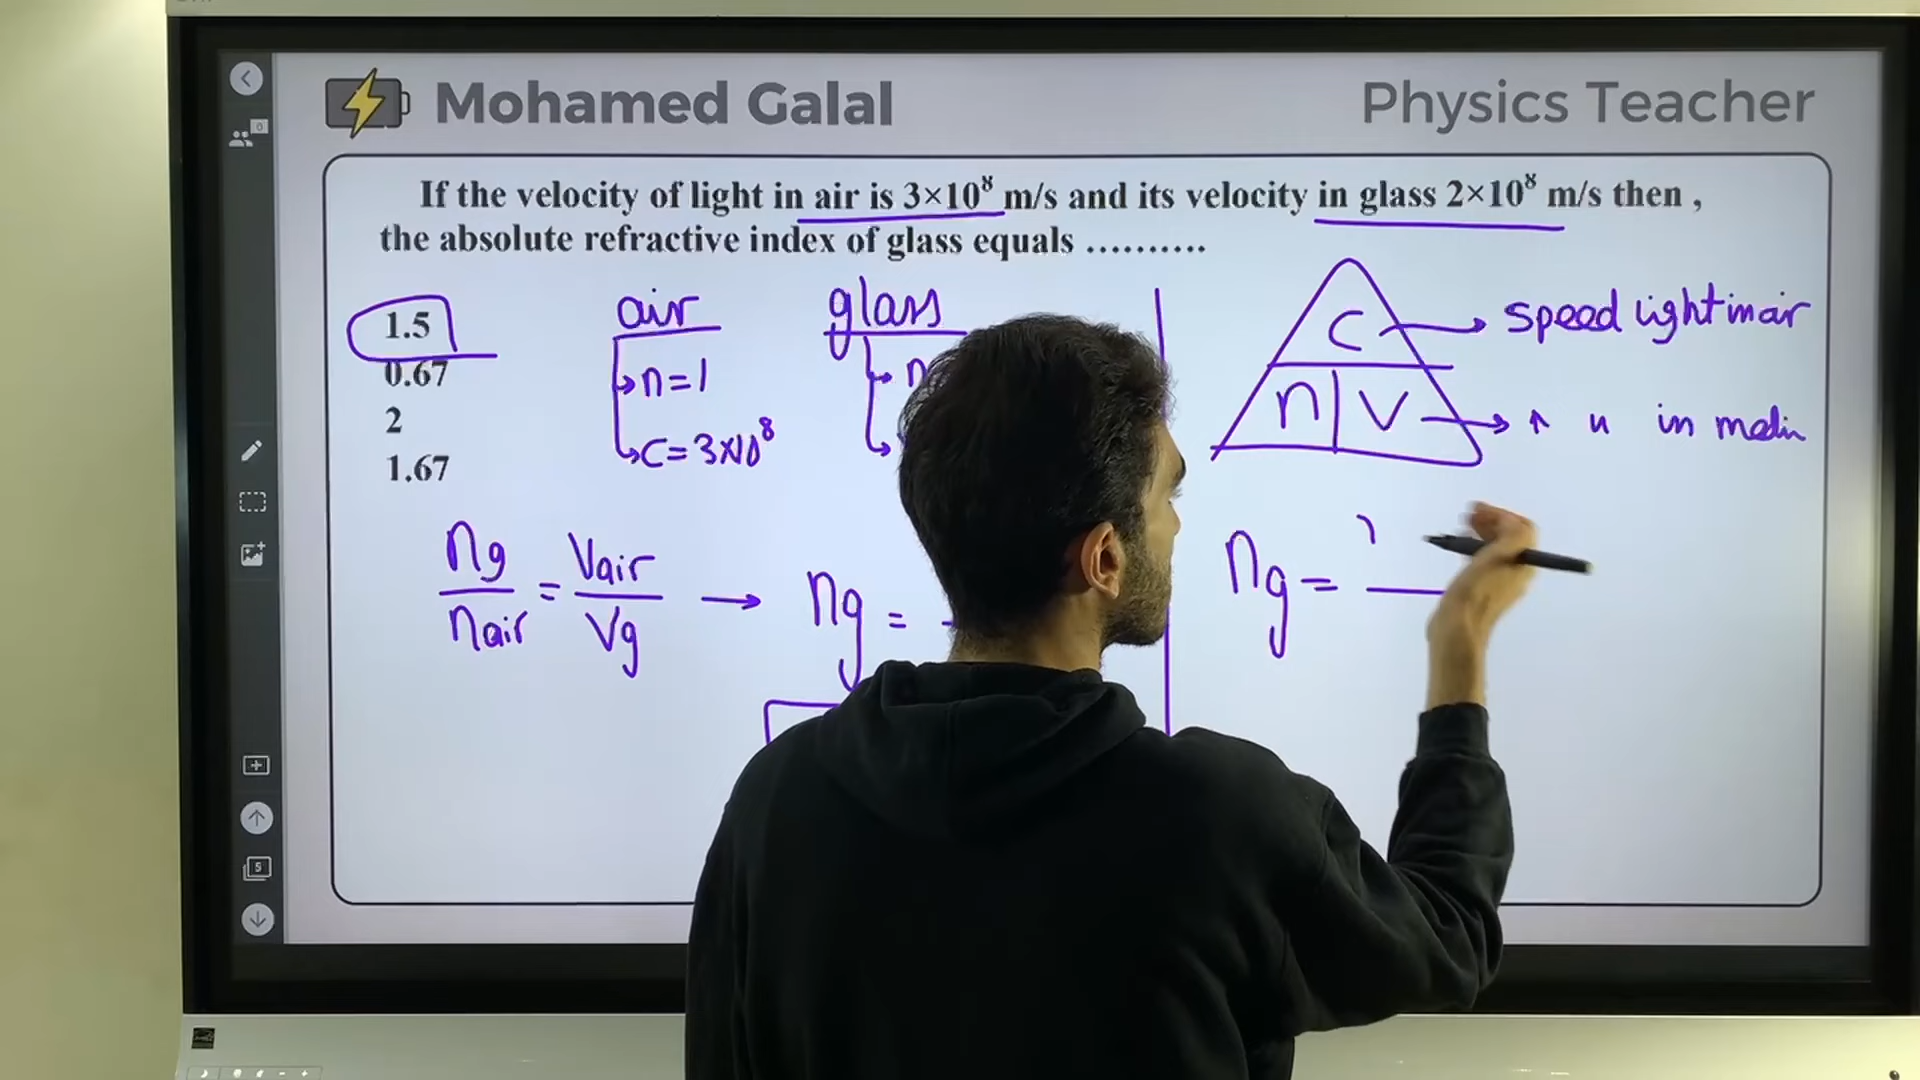 Mohamed Galal
Physics Teacher
0
If the velocity of light in air is 3×10⁸ m/s and its velocity in glass 2×10⁸ m/s then ,
the absolute refractive index of glass equals ..........
1.5
0.67
2
1.67
air
n=1
C=3×10⁸
glass
n
C
n | V
speed light in air
in
ng/nair = Vair/Vg → ng =
ng =
5